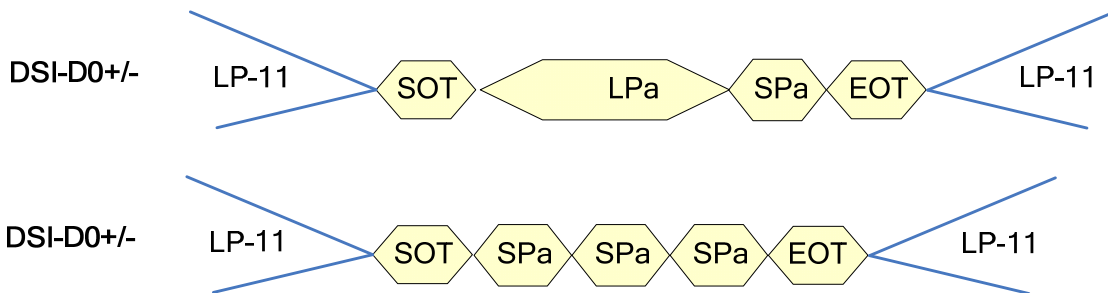 DSI-D0+/- LP-11 SOT LPa SPa EOT LP-11
DSI-D0+/- LP-11 SOT SPa SPa SPa EOT LP-11